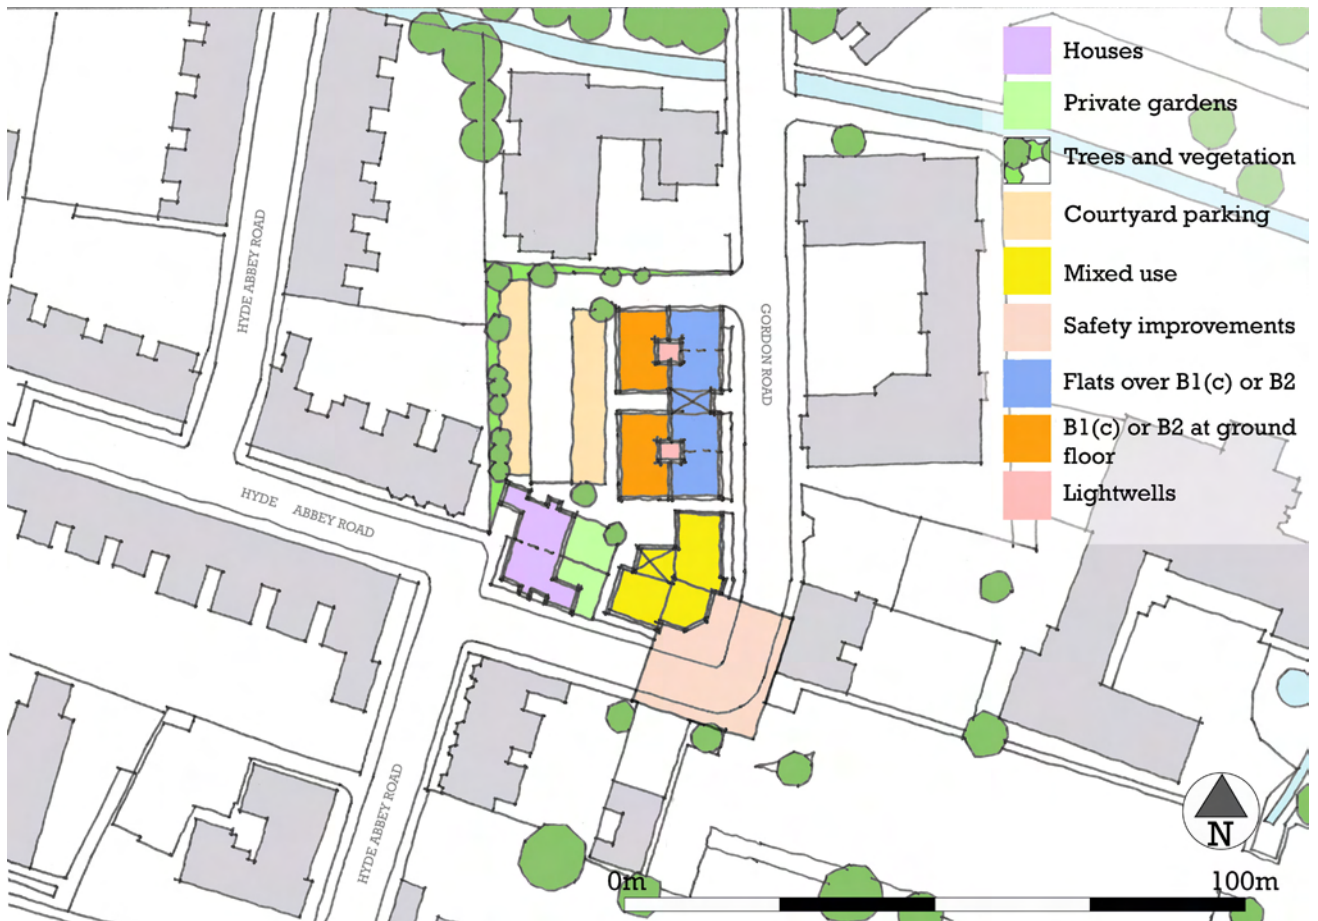 Houses
Private gardens
Trees and vegetation
Courtyard parking
Mixed use
Safety improvements
Flats over B1(c) or B2
B1(c) or B2 at ground
floor
Lightwells
HYDE ABBEY ROAD
GORDON ROAD
HYDE ABBEY ROAD
HYDE ABBEY ROAD
N
0m
100m